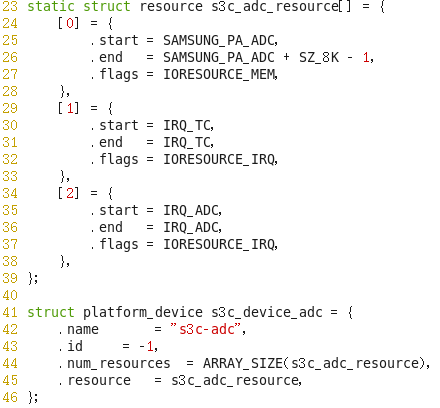 23 static struct resource s3c_adc_resource[] = {
24     [0] = {
25         .start = SAMSUNG_PA_ADC,
26         .end   = SAMSUNG_PA_ADC + SZ_8K - 1,
27         .flags = IORESOURCE_MEM,
28     },
29     [1] = {
30         .start = IRQ_TC,
31         .end   = IRQ_TC,
32         .flags = IORESOURCE_IRQ,
33     },
34     [2] = {
35         .start = IRQ_ADC,
36         .end   = IRQ_ADC,
37         .flags = IORESOURCE_IRQ,
38     },
39 };
40
41 struct platform_device s3c_device_adc = {
42     .name       = "s3c-adc",
43     .id     = -1,
44     .num_resources  = ARRAY_SIZE(s3c_adc_resource),
45     .resource   = s3c_adc_resource,
46 };